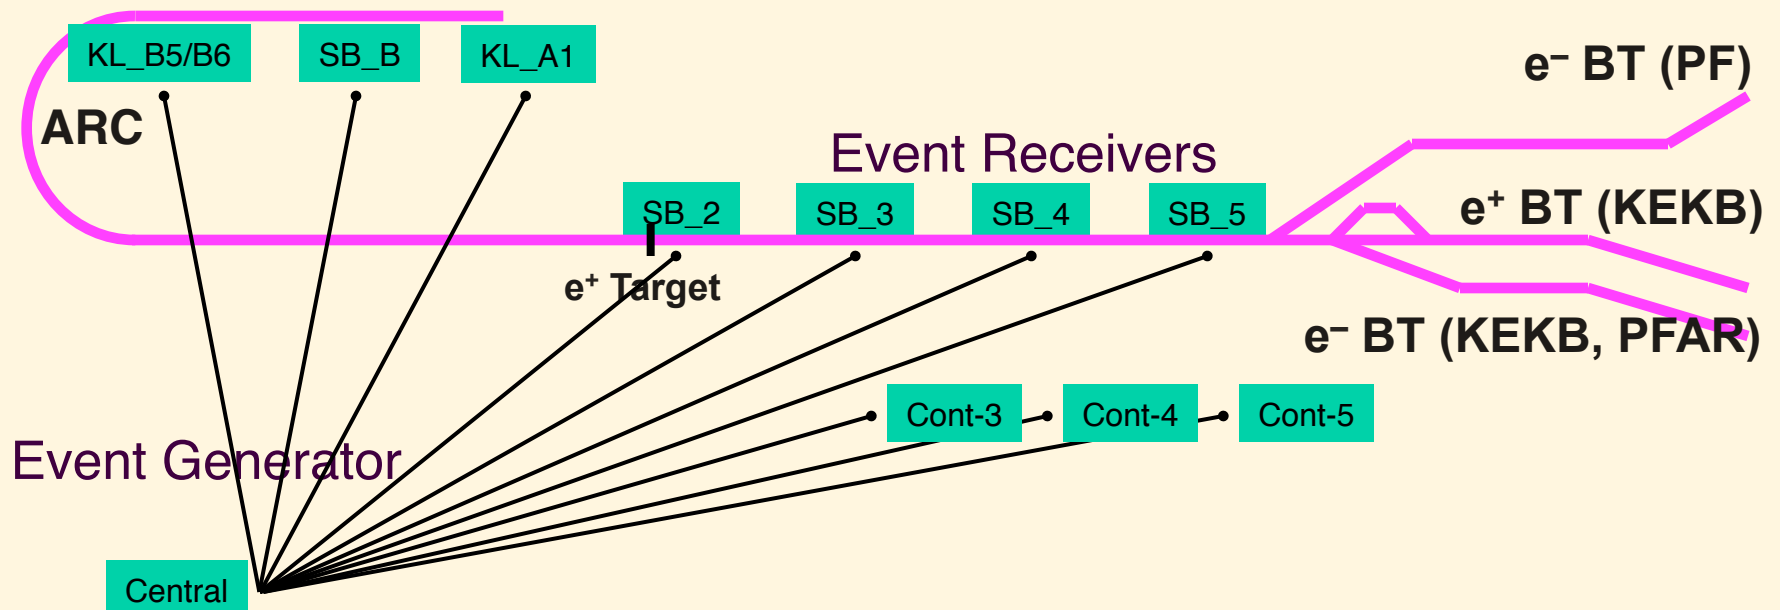 KL_B5/B6
SB_B
KL_A1
e– BT (PF)
ARC
Event Receivers
SB_2
SB_3
SB_4
SB_5
e+ BT (KEKB)
e+ Target
e– BT (KEKB, PFAR)
Cont-3
Cont-4
Cont-5
Event Generator
Central